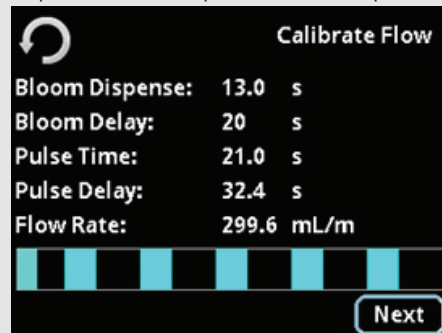 Calibrate Flow
Bloom Dispense: 13.0 s
Bloom Delay: 20 s
Pulse Time: 21.0 s
Pulse Delay: 32.4 s
Flow Rate: 299.6 mL/m
Next